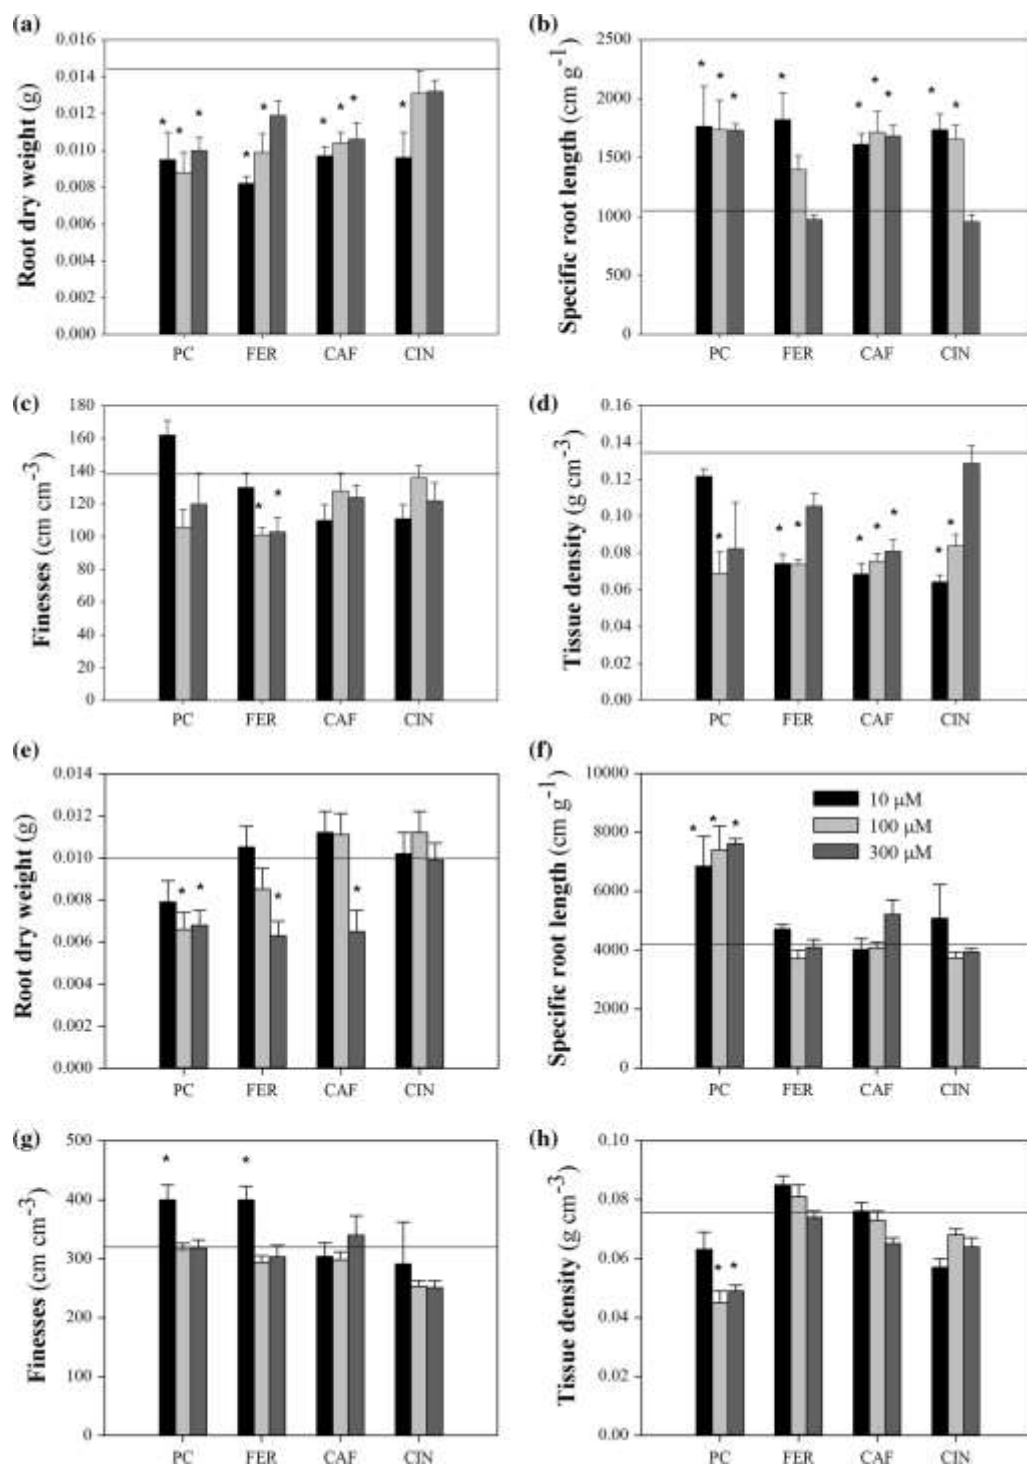 (a)
0.016
0.014
0.012
0.010
0.008
0.006
0.004
0.002
0.000
Root dry weight (g)
* * * * * * * * *
PC FER CAF CIN
(b)
2500
2000
1500
1000
500
0
Specific root length (cm g-1)
* * * * * * * * *
PC FER CAF CIN
(c)
180
160
140
120
100
80
60
40
20
0
Finesses (cm cm-3)
* *
PC FER CAF CIN
(d)
0.16
0.14
0.12
0.10
0.08
0.06
0.04
0.02
0.00
Tissue density (g cm-3)
* * * * * * * *
PC FER CAF CIN
(e)
0.014
0.012
0.010
0.008
0.006
0.004
0.002
0.000
Root dry weight (g)
* * * *
PC FER CAF CIN
(f)
10000
8000
6000
4000
2000
0
Specific root length (cm g-1)
* * *
10 µM
100 µM
300 µM
PC FER CAF CIN
(g)
500
400
300
200
100
0
Finesses (cm cm-3)
* *
PC FER CAF CIN
(h)
0.10
0.08
0.06
0.04
0.02
0.00
Tissue density (g cm-3)
* *
PC FER CAF CIN